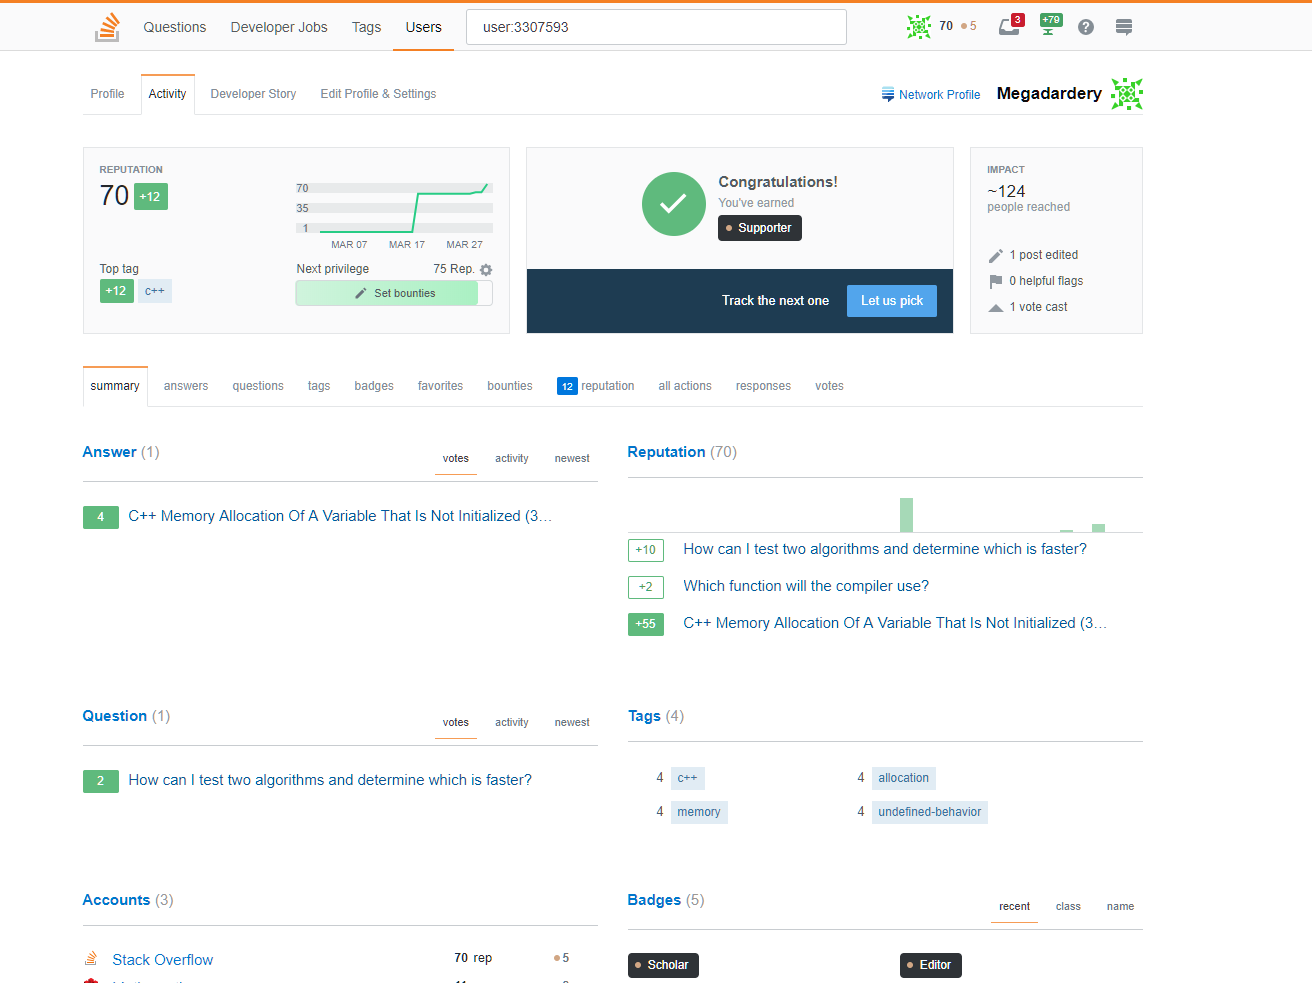 Questions Developer Jobs Tags Users user:3307593 70 5 3 +79 ?
Profile Activity Developer Story Edit Profile & Settings Network Profile Megadardery
REPUTATION
70 +12
70
35
1
MAR 07 MAR 17 MAR 27
Top tag
+12 c++
Next privilege 75 Rep.
Set bounties
Congratulations!
You've earned
Supporter
Track the next one Let us pick
IMPACT
~124
people reached
1 post edited
0 helpful flags
1 vote cast
summary answers questions tags badges favorites bounties 12 reputation all actions responses votes
Answer (1) votes activity newest
4 C++ Memory Allocation Of A Variable That Is Not Initialized (3…
Reputation (70)
+10 How can I test two algorithms and determine which is faster?
+2 Which function will the compiler use?
+55 C++ Memory Allocation Of A Variable That Is Not Initialized (3…
Question (1) votes activity newest
2 How can I test two algorithms and determine which is faster?
Tags (4)
4 c++ 4 allocation
4 memory 4 undefined-behavior
Accounts (3)
Stack Overflow 70 rep 5
Badges (5) recent class name
Scholar Editor